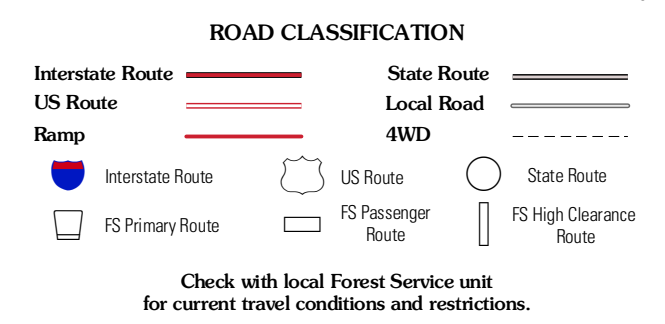 ROAD CLASSIFICATION
Interstate Route
State Route
US Route
Local Road
Ramp
4WD
Interstate Route
US Route
State Route
FS Primary Route
FS Passenger
Route
FS High Clearance
Route
Check with local Forest Service unit
for current travel conditions and restrictions.